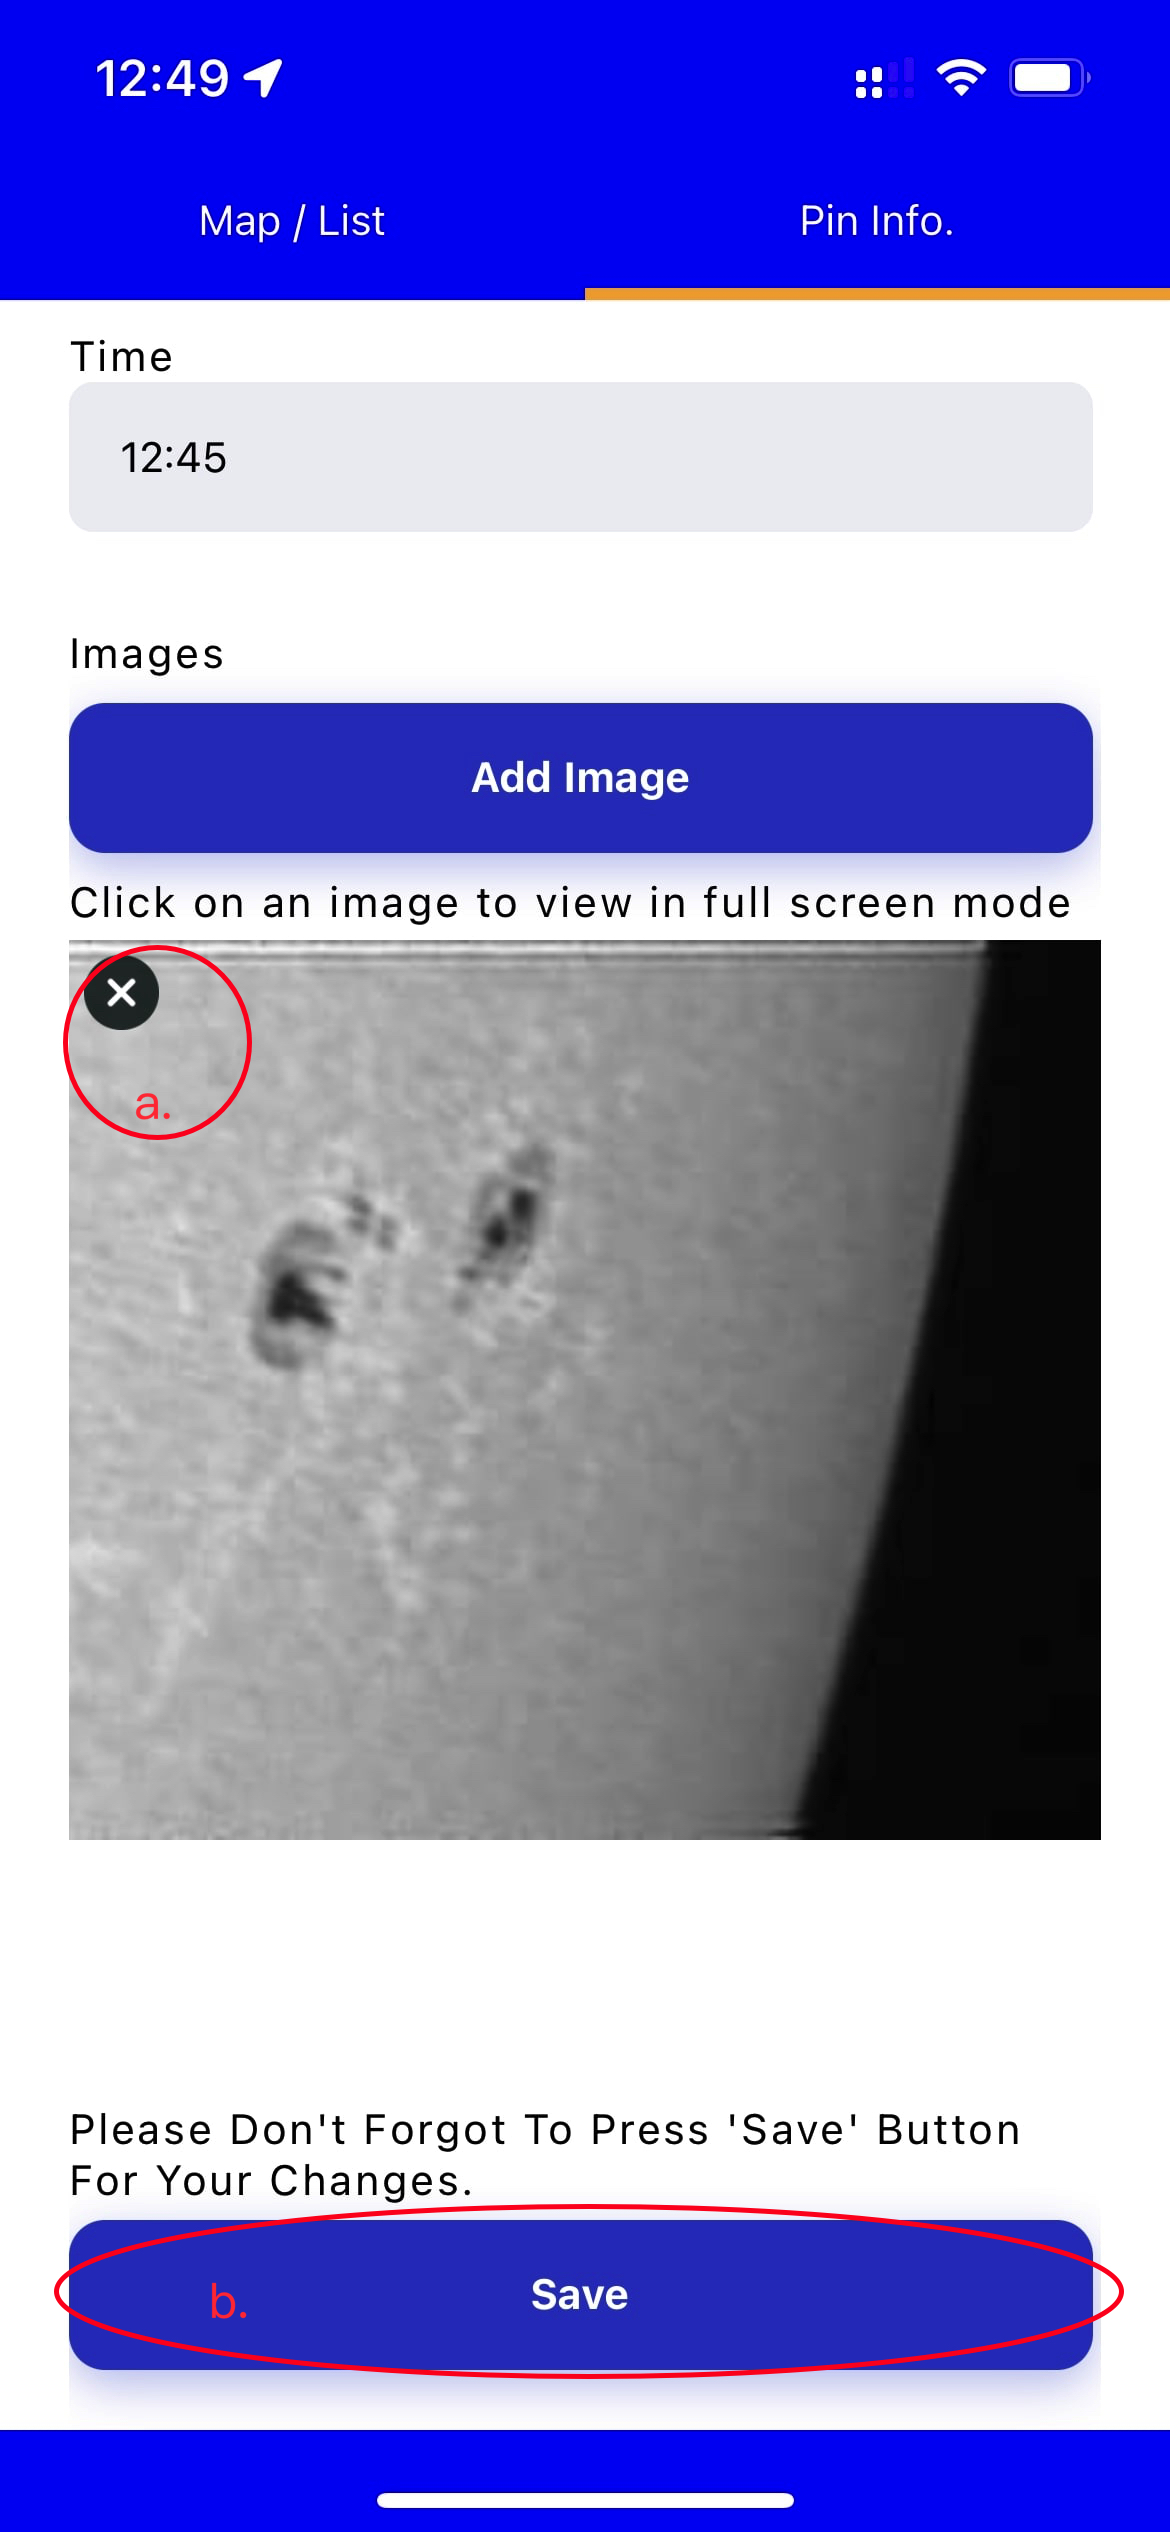 12:49
Map / List
Pin Info.
Time
12:45
Images
Add Image
Click on an image to view in full screen mode
a.
Please Don't Forgot To Press 'Save' Button
For Your Changes.
b.
Save